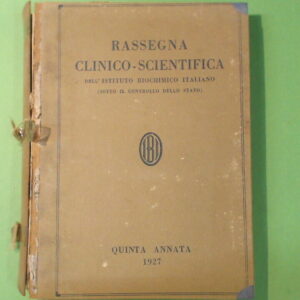 RASSEGNA
CLINICO-SCIENTIFICA
DELL'ISTITUTO BIOCHIMICO ITALIANO
(SOTTO IL CONTROLLO DELLO STATO)
IBI
QUINTA ANNATA
1927